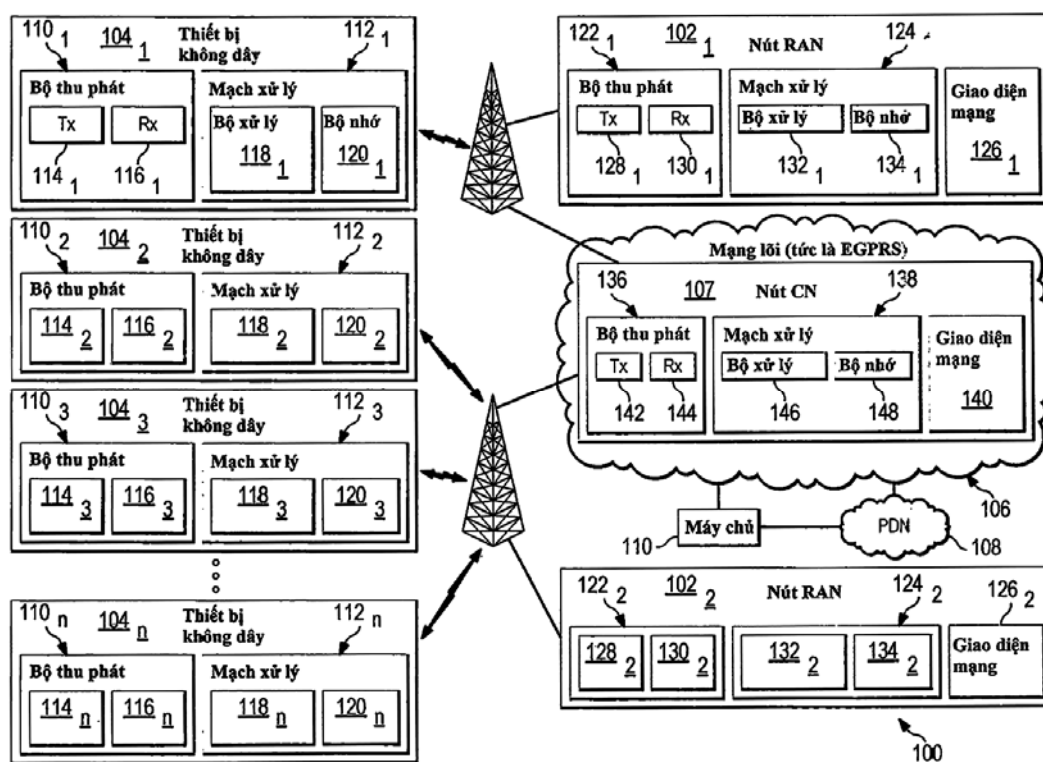 110 1
104 1
Thiết bị
không dây
112 1
Bộ thu phát
Tx
Rx
114 1
116 1
Mạch xử lý
Bộ xử lý
118 1
Bộ nhớ
120 1
110 2
104 2
Thiết bị
không dây
112 2
Bộ thu phát
114 2
116 2
Mạch xử lý
118 2
120 2
110 3
104 3
Thiết bị
không dây
112 3
Bộ thu phát
114 3
116 3
Mạch xử lý
118 3
120 3
110 n
104 n
Thiết bị
không dây
112 n
Bộ thu phát
114 n
116 n
Mạch xử lý
118 n
120 n
122 1
102 1
Nút RAN
124
Bộ thu phát
Tx
Rx
128 1
130 1
Mạch xử lý
Bộ xử lý
Bộ nhớ
132 1
134 1
Giao diện
mạng
126 1
Mạng lõi (tức là EGPRS)
136
107
Nút CN
138
Bộ thu phát
Tx
Rx
142
144
Mạch xử lý
Bộ xử lý
Bộ nhớ
146
148
Giao diện
mạng
140
106
110
Máy chủ
PDN
108
122 2
102 2
Nút RAN
124 2
126 2
128 2
130 2
132 2
134 2
Giao diện
mạng
100